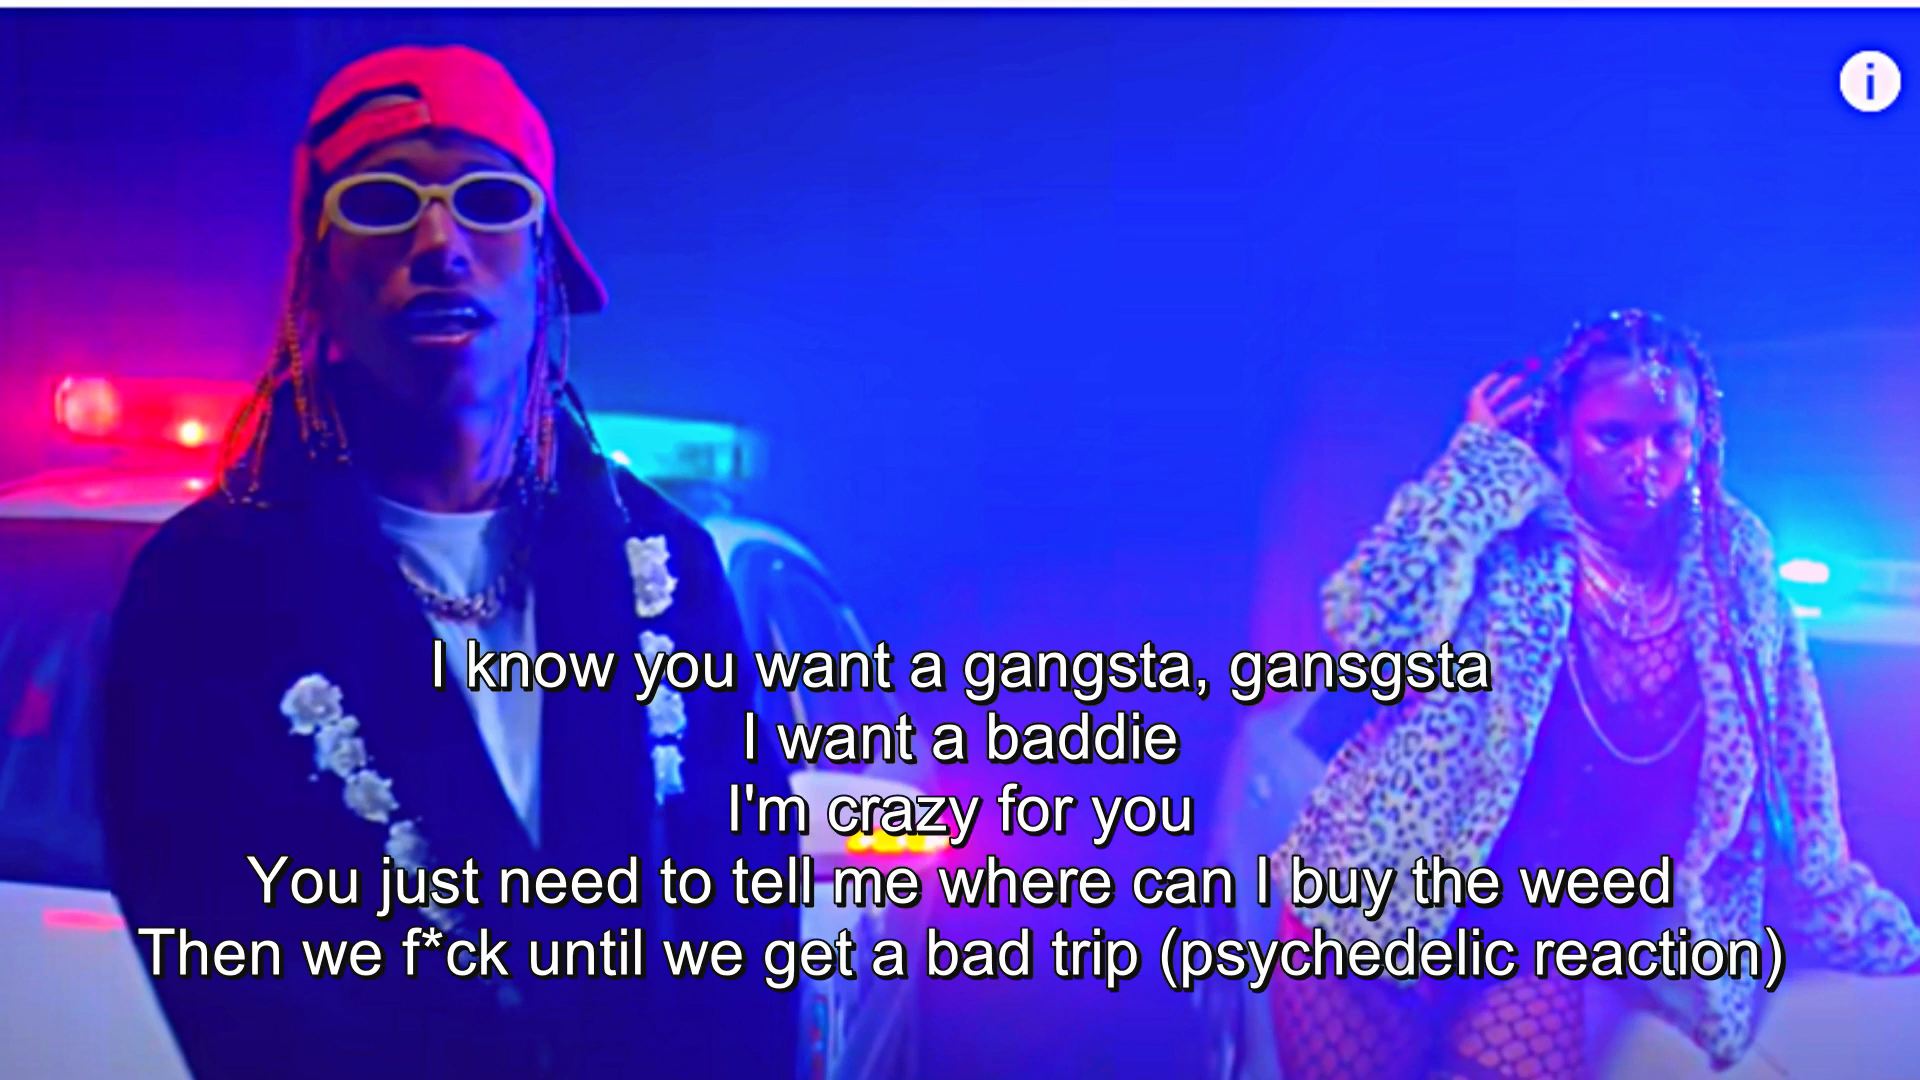 i
I know you want a gangsta, gansgsta
I want a baddie
I'm crazy for you
You just need to tell me where can I buy the weed
Then we f*ck until we get a bad trip (psychedelic reaction)